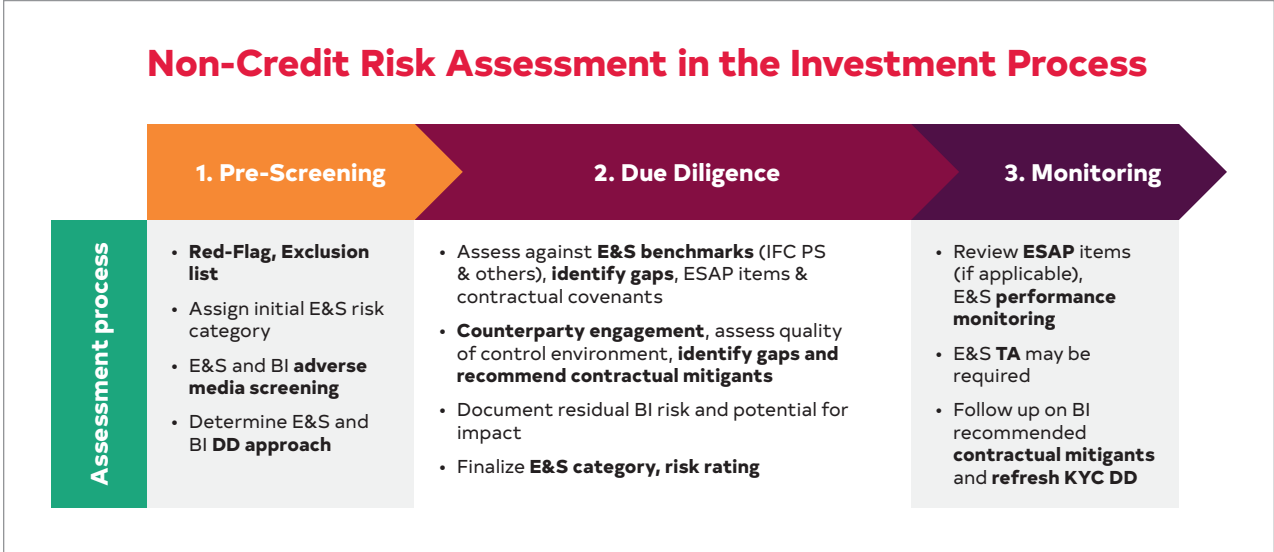 Non-Credit Risk Assessment in the Investment Process
1. Pre-Screening
2. Due Diligence
3. Monitoring
Assessment process
• Red-Flag, Exclusion
list
• Assign initial E&S risk
category
• E&S and BI adverse
media screening
• Determine E&S and
BI DD approach
• Assess against E&S benchmarks (IFC PS
& others), identify gaps, ESAP items &
contractual covenants
• Counterparty engagement, assess quality
of control environment, identify gaps and
recommend contractual mitigants
• Document residual BI risk and potential for
impact
• Finalize E&S category, risk rating
• Review ESAP items
(if applicable),
E&S performance
monitoring
• E&S TA may be
required
• Follow up on BI
recommended
contractual mitigants
and refresh KYC DD